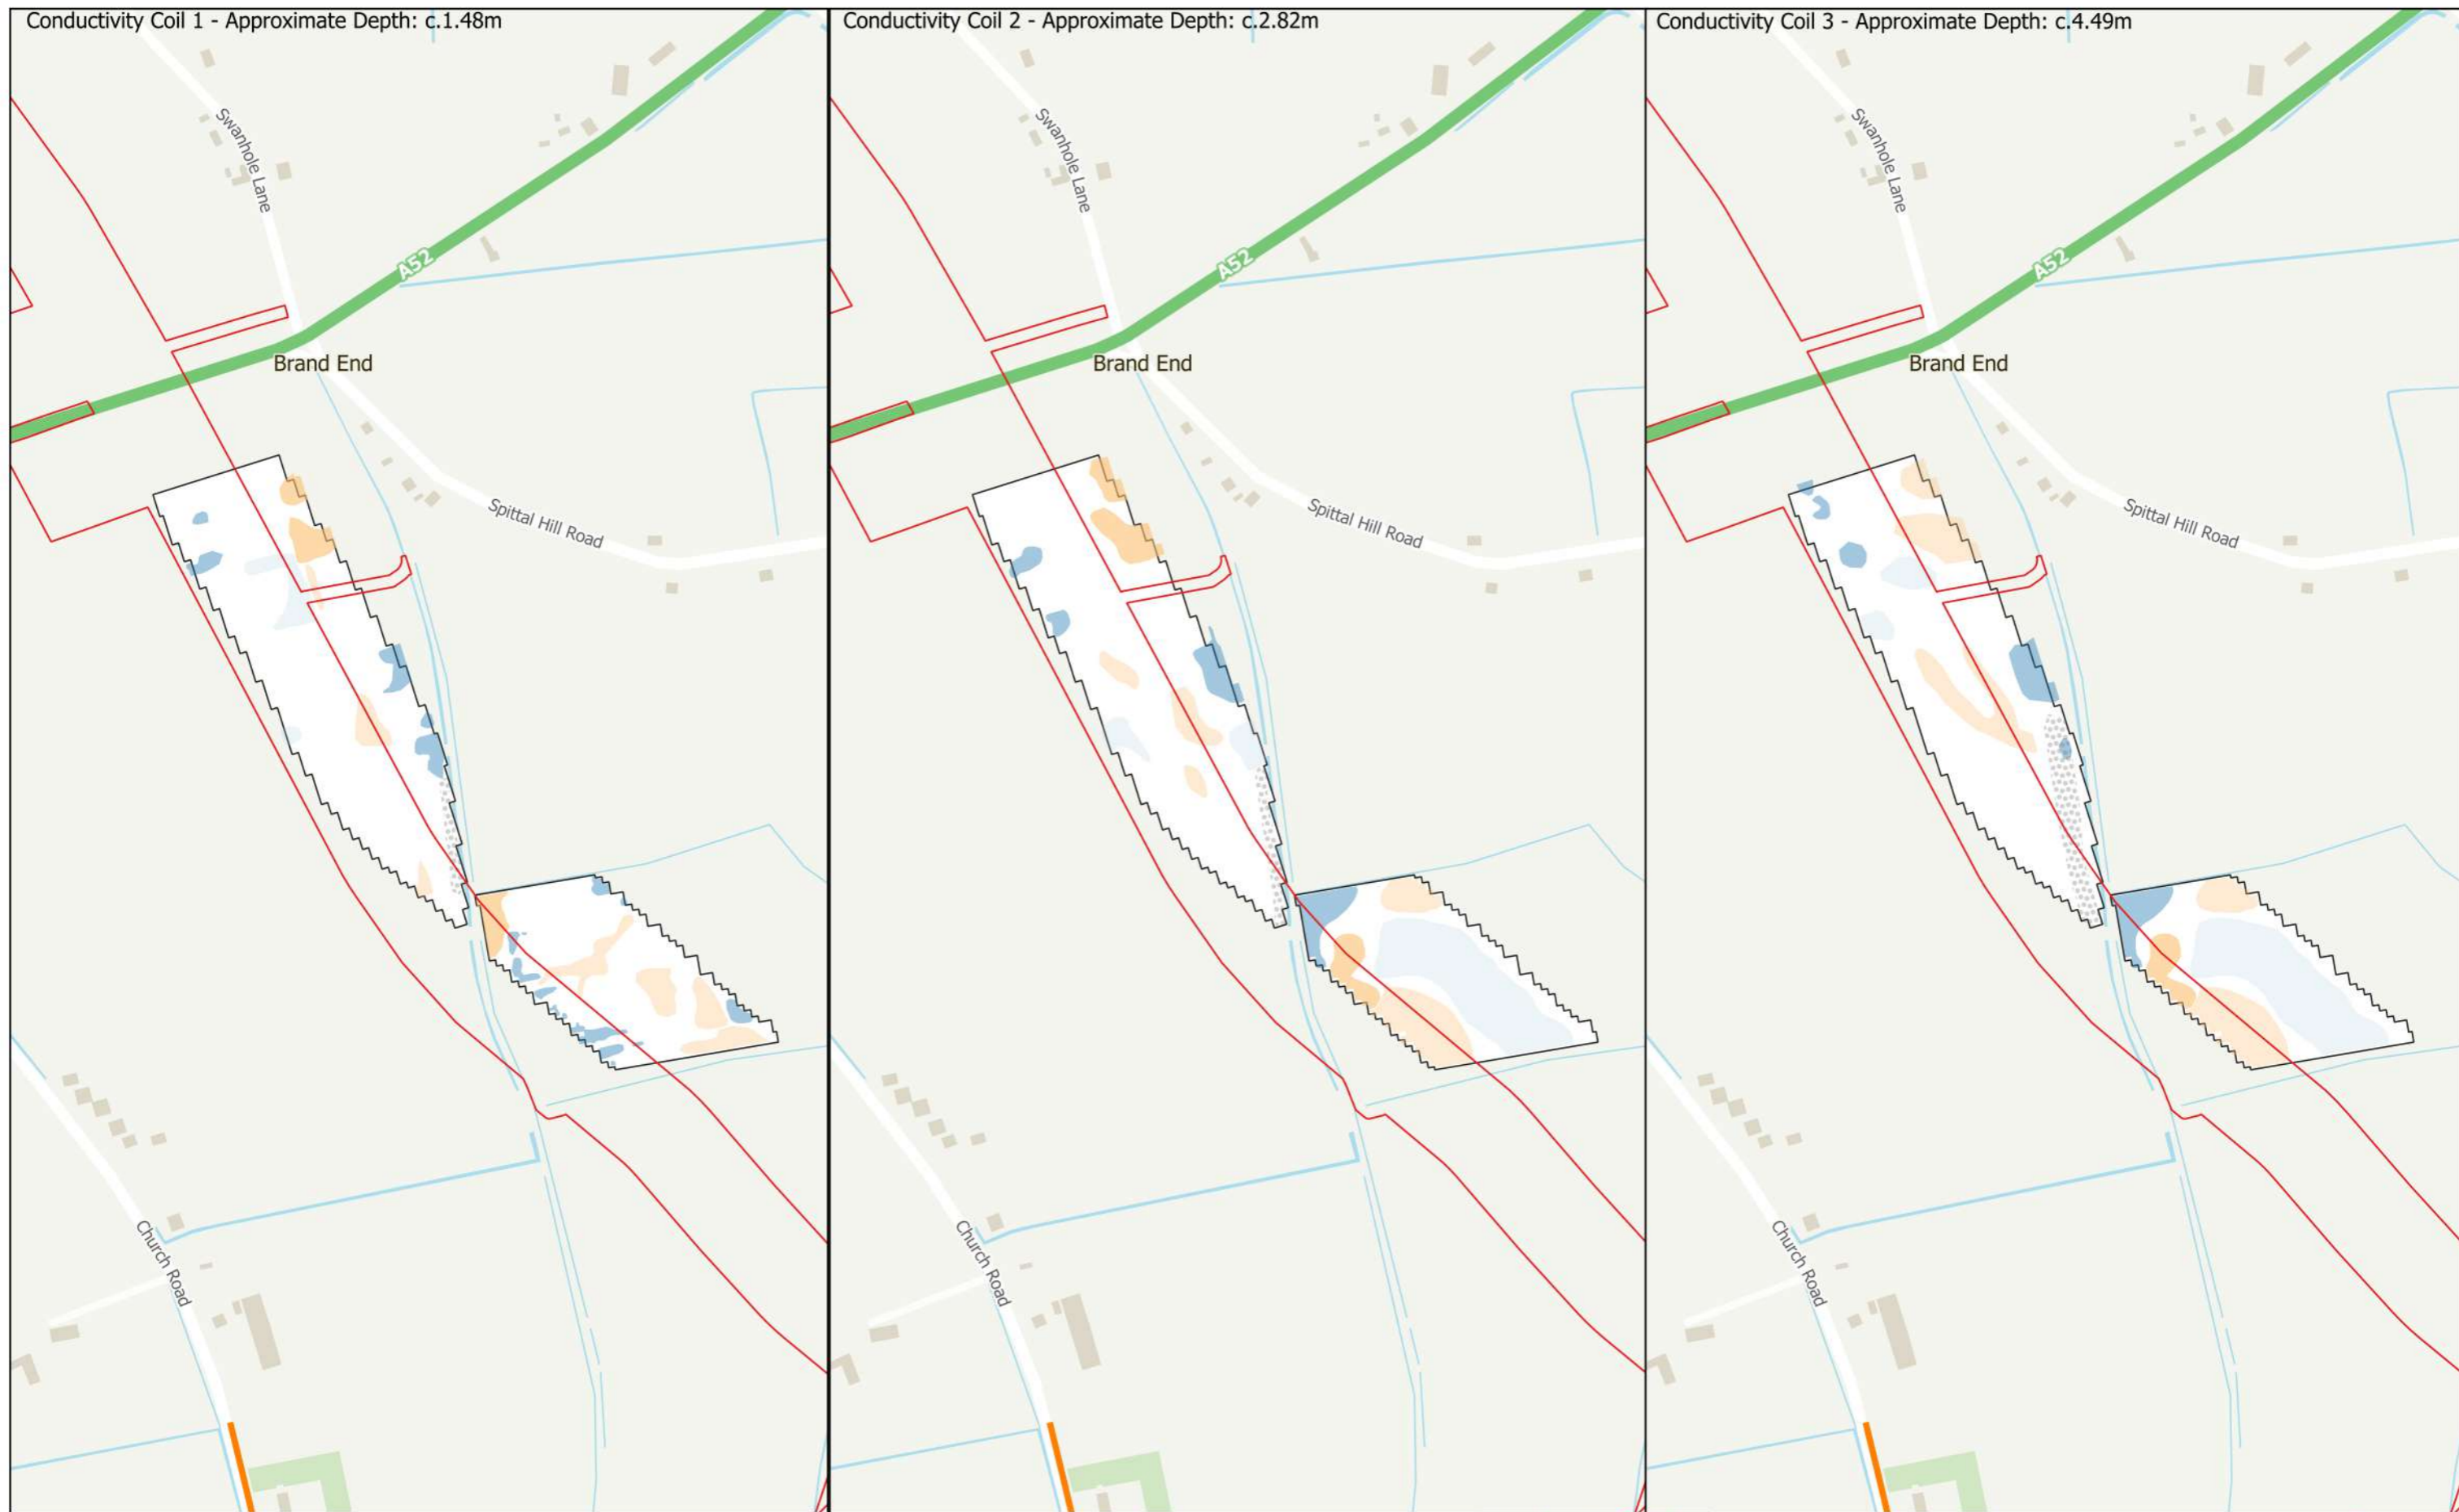 Conductivity Coil 1 - Approximate Depth: c.1.48m
Swanhole Lane
A52
Brand End
Spittal Hill Road
Church Road
Conductivity Coil 2 - Approximate Depth: c.2.82m
Swanhole Lane
A52
Brand End
Spittal Hill Road
Church Road
Conductivity Coil 3 - Approximate Depth: c.4.49m
Swanhole Lane
A52
Brand End
Spittal Hill Road
Church Road